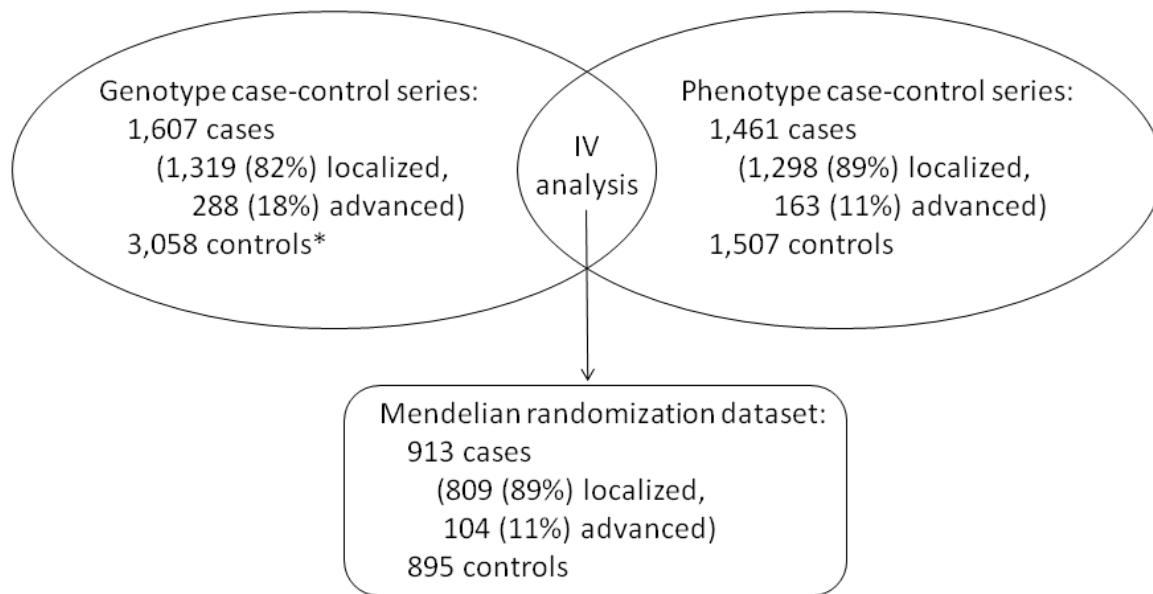 Genotype case-control series:
1,607 cases
(1,319 (82%) localized,
288 (18%) advanced)
3,058 controls*
IV
analysis
Phenotype case-control series:
1,461 cases
(1,298 (89%) localized,
163 (11%) advanced)
1,507 controls
Mendelian randomization dataset:
913 cases
(809 (89%) localized,
104 (11%) advanced)
895 controls